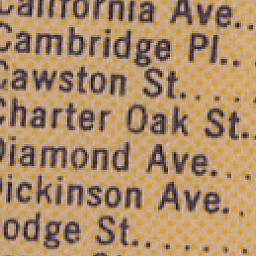 California Ave..
Cambridge Pl..
Cawston St.....
Charter Oak St.
Diamond Ave...
Dickinson Ave..
Dodge St.......